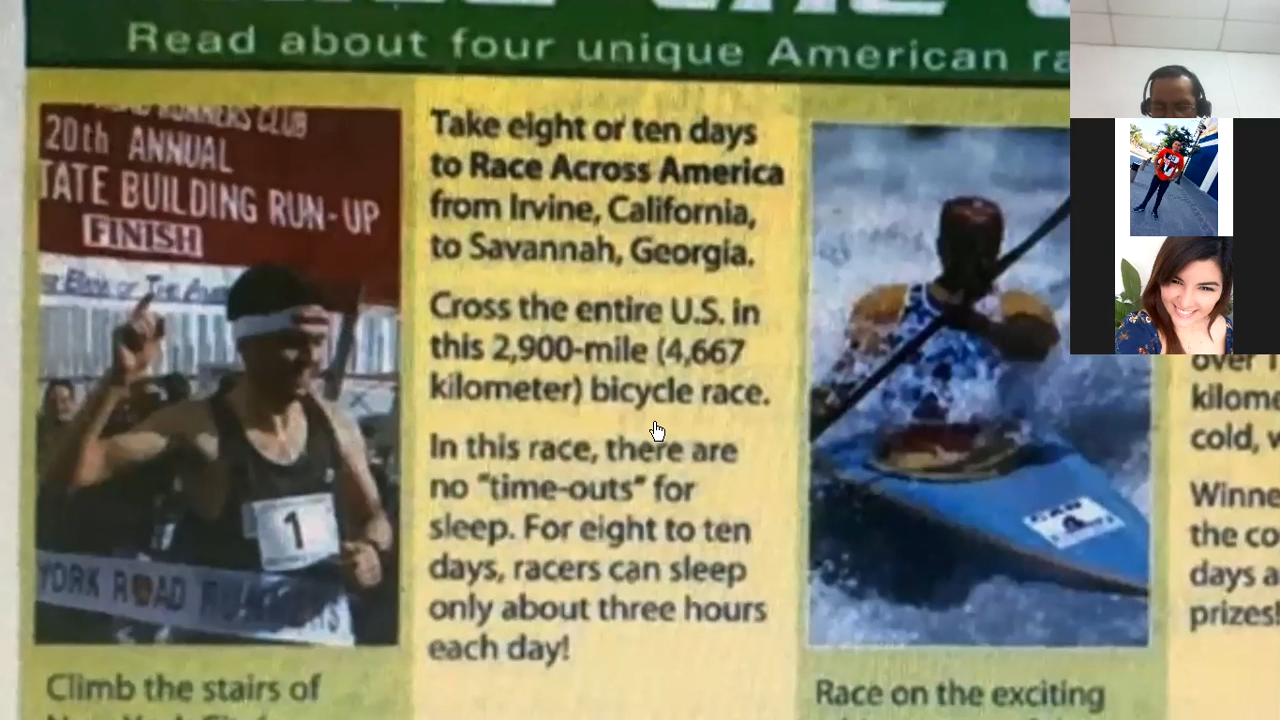 Read about four unique American
20th ANNUAL
TATE BUILDING RUN-UP
FINISH
1
YORK ROAD
Climb the stairs of
Take eight or ten days
to Race Across America
from Irvine, California,
to Savannah, Georgia.
Cross the entire U.S. in
this 2,900-mile (4,667
kilometer) bicycle race.
In this race, there are
no "time-outs" for
sleep. For eight to ten
days, racers can sleep
only about three hours
each day!
Race on the exciting
over
kilome
cold,
Winne
the co
days a
prizes!